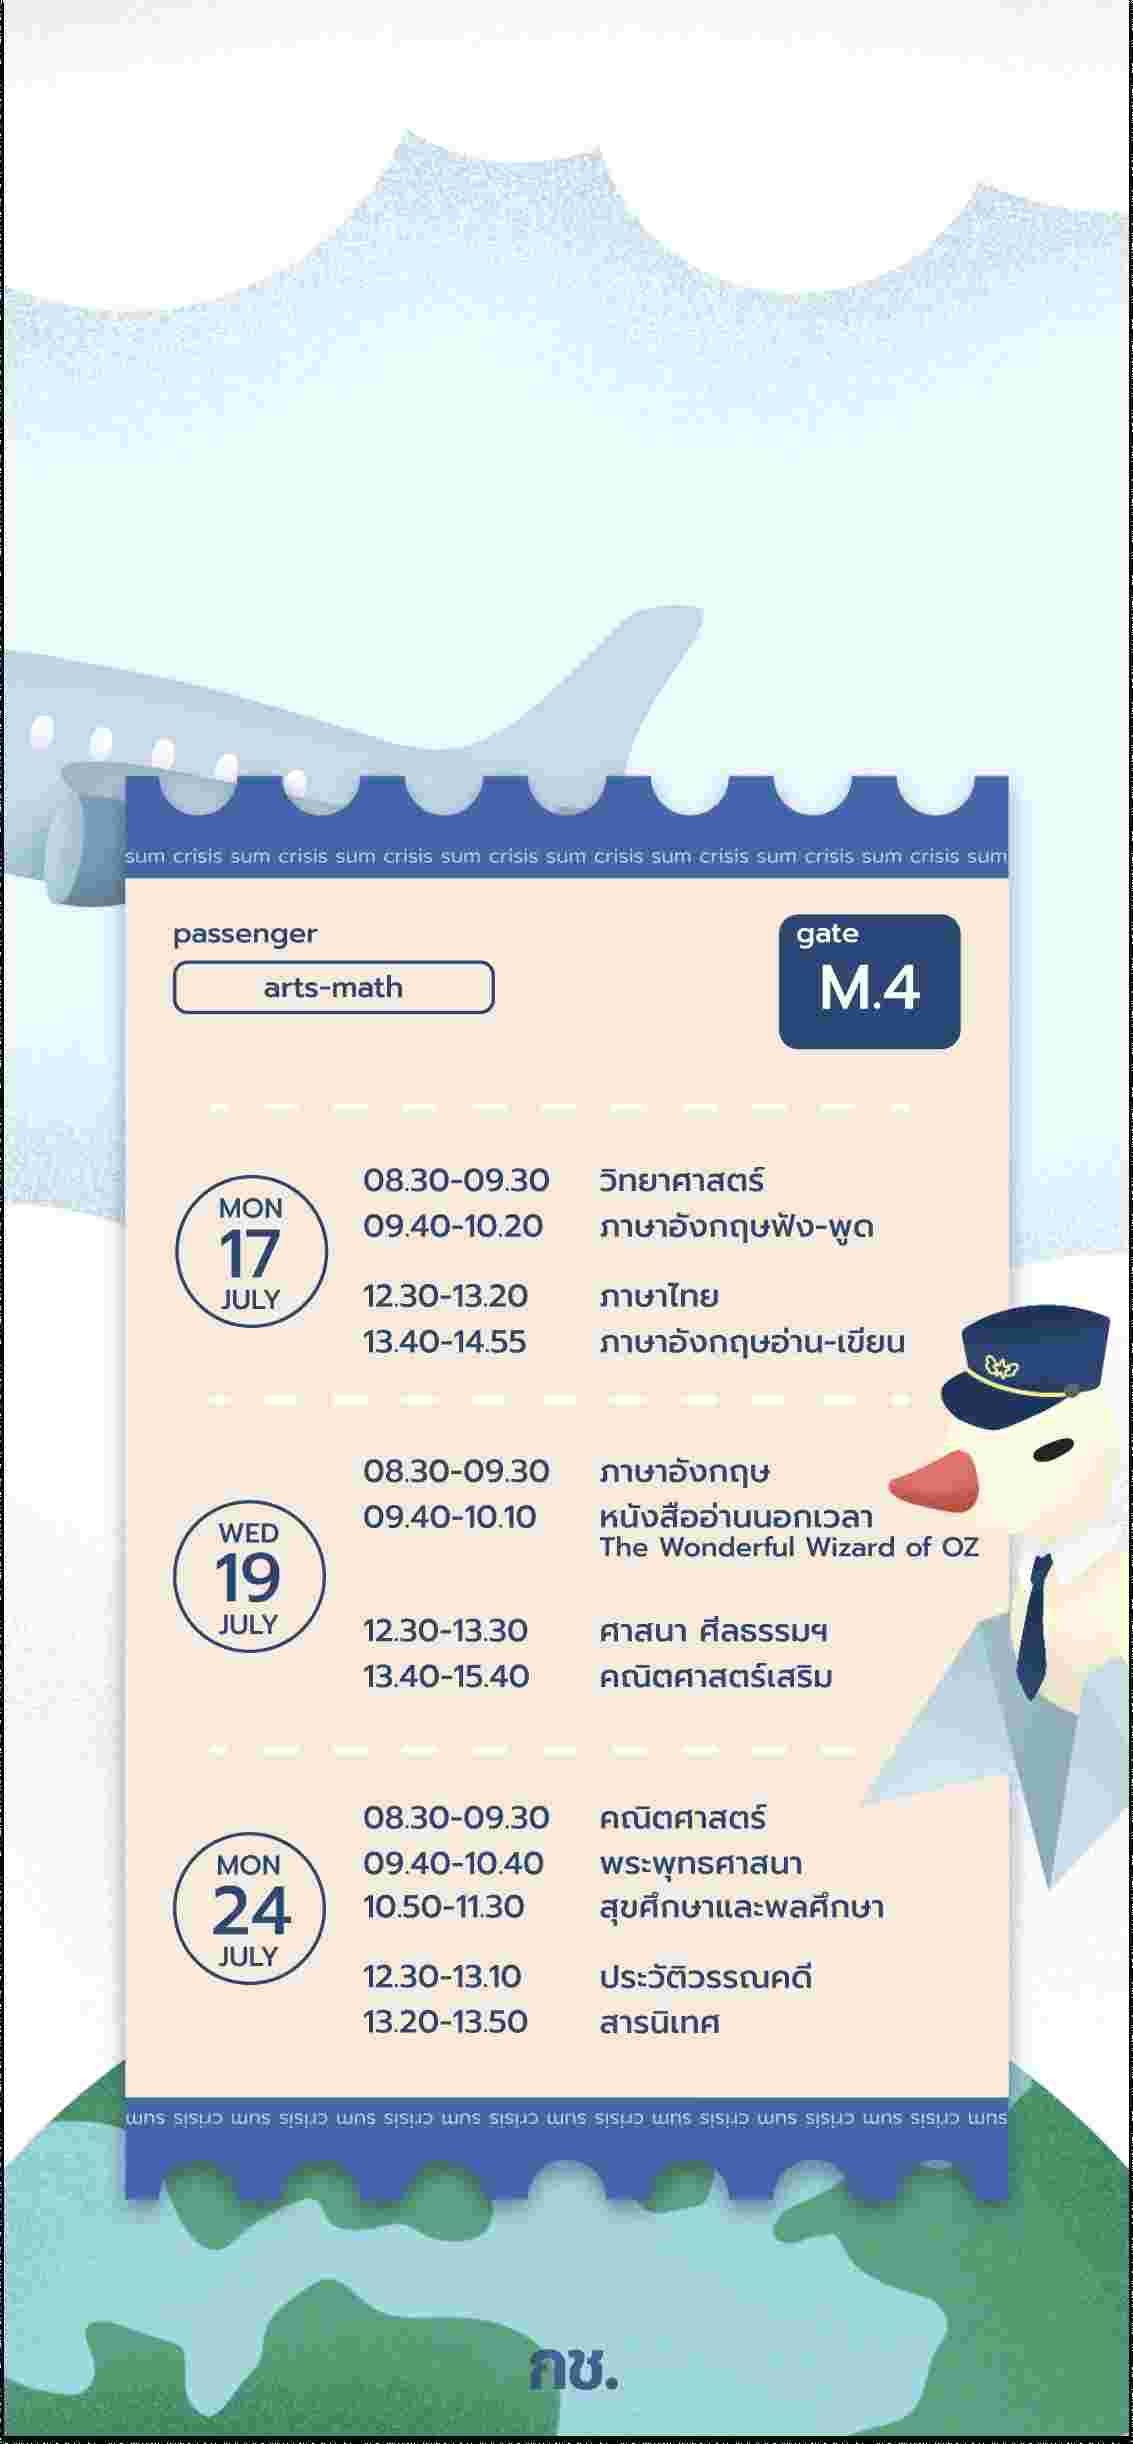 sum crisis sum crisis sum crisis sum crisis sum crisis sum crisis sum crisis sum crisis sum
passenger
arts-math
gate
M.4
MON
17
JULY
08.30-09.30 วิทยาศาสตร์
09.40-10.20 ภาษาอังกฤษฟัง-พูด
12.30-13.20 ภาษาไทย
13.40-14.55 ภาษาอังกฤษอ่าน-เขียน
WED
19
JULY
08.30-09.30 ภาษาอังกฤษ
09.40-10.10 หนังสืออ่านนอกเวลา
The Wonderful Wizard of OZ
12.30-13.30 ศาสนา ศีลธรรมฯ
13.40-15.40 คณิตศาสตร์เสริม
MON
24
JULY
08.30-09.30 คณิตศาสตร์
09.40-10.40 พระพุทธศาสนา
10.50-11.30 สุขศึกษาและพลศึกษา
12.30-13.10 ประวัติวรรณคดี
13.20-13.50 สารนิเทศ
sum crisis sum crisis sum crisis sum crisis sum crisis sum crisis sum crisis sum crisis sum
กช.